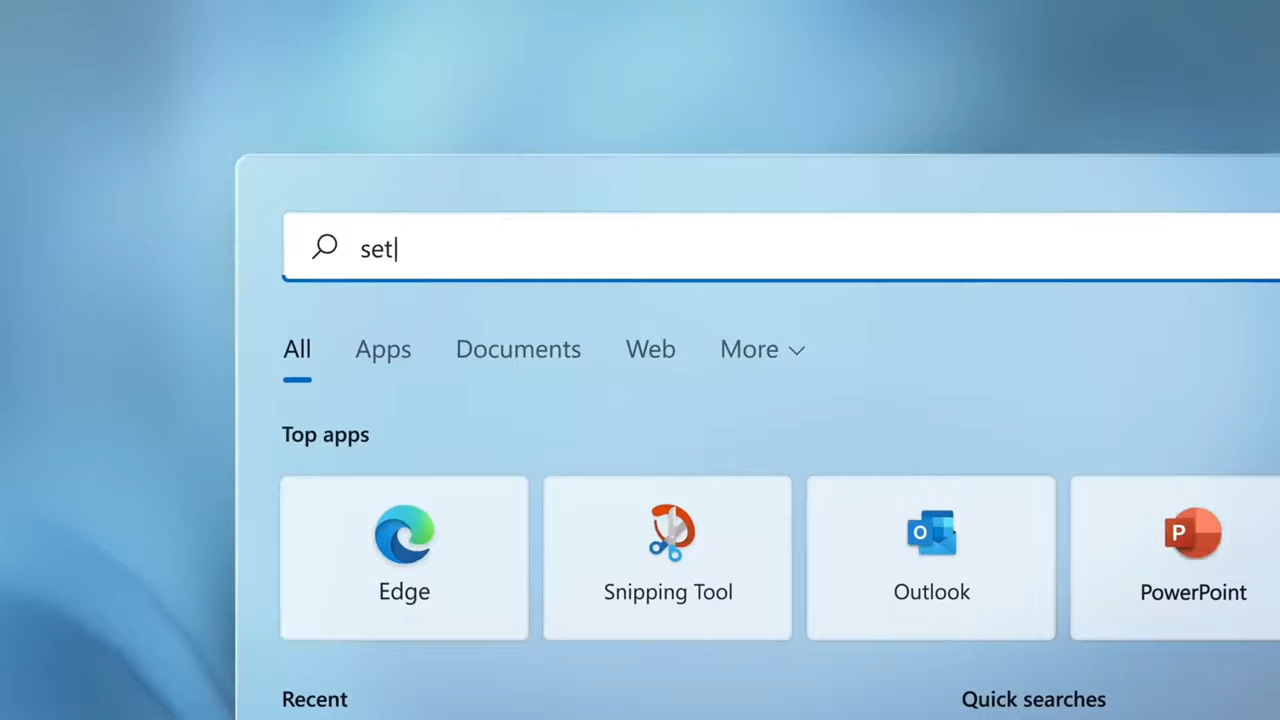 set
All Apps Documents Web More
Top apps
Edge Snipping Tool Outlook PowerPoint
Recent Quick searches